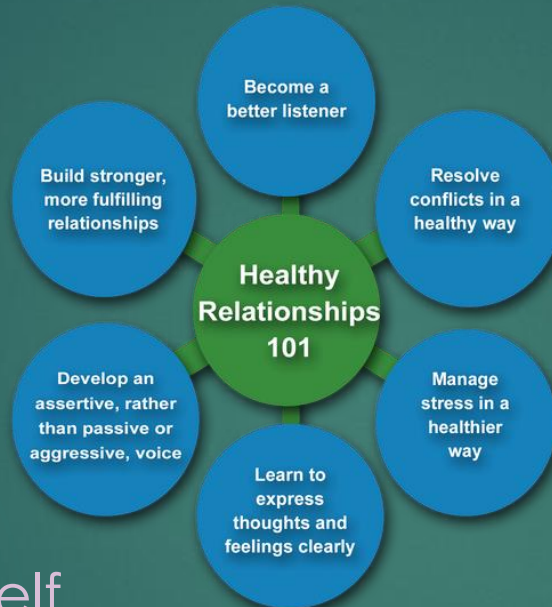 Become a
better listener
Build stronger,
more fulfilling
relationships
Resolve
conflicts in a
healthy way
Healthy
Relationships
101
Develop an
assertive, rather
than passive or
aggressive, voice
Manage
stress in a
healthier
way
Learn to
express
thoughts and
feelings clearly
elf